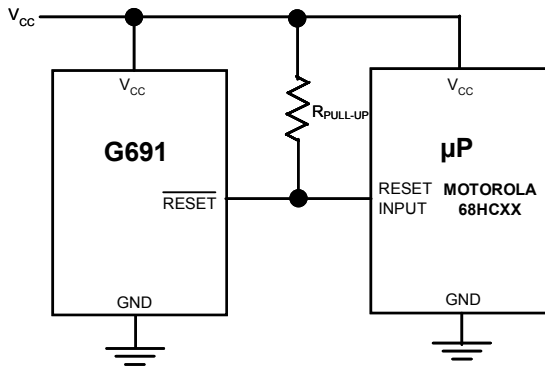 VCC
VCC
G691
RESET
GND
RPULL-UP
VCC
µP
RESET MOTOROLA
INPUT 68HCXX
GND